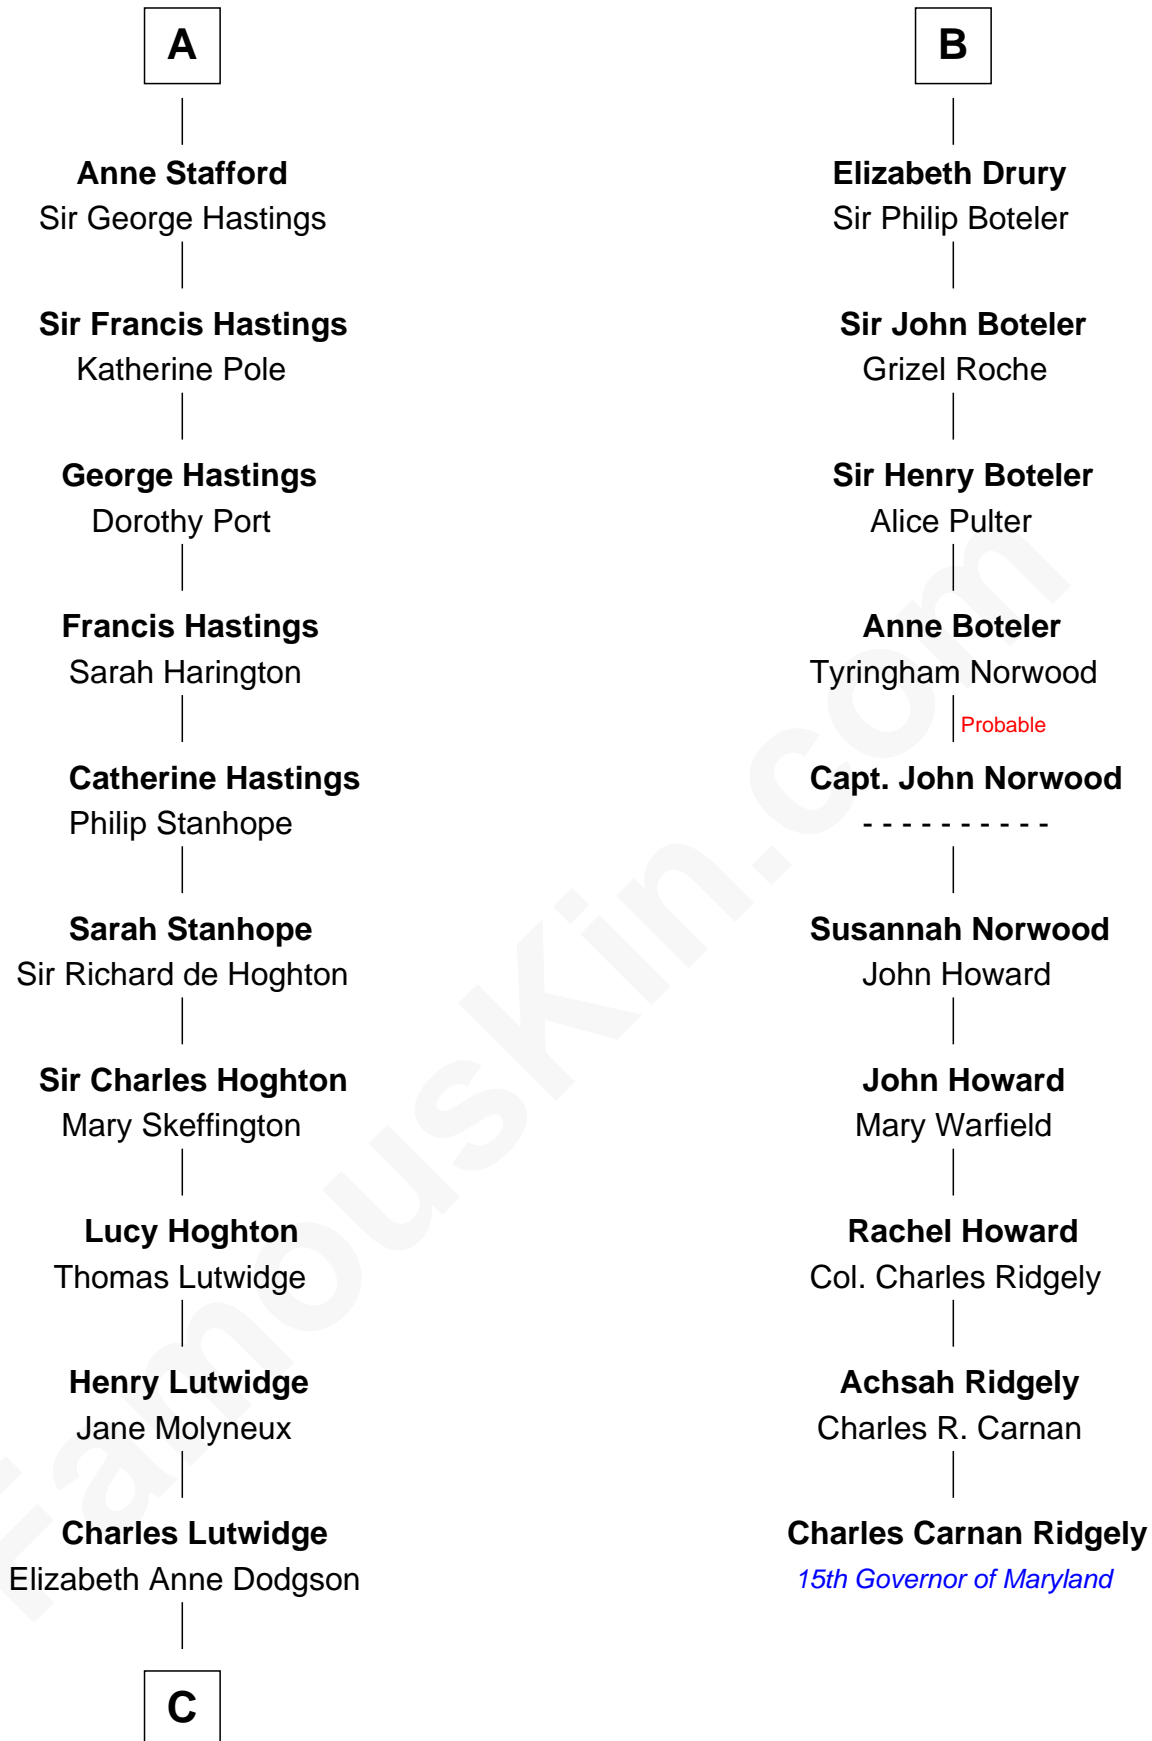 A
Anne Stafford
Sir George Hastings
Sir Francis Hastings
Katherine Pole
George Hastings
Dorothy Port
Francis Hastings
Sarah Harington
Catherine Hastings
Philip Stanhope
Sarah Stanhope
Sir Richard de Hoghton
Sir Charles Hoghton
Mary Skeffington
Lucy Hoghton
Thomas Lutwidge
Henry Lutwidge
Jane Molyneux
Charles Lutwidge
Elizabeth Anne Dodgson
C
B
Elizabeth Drury
Sir Philip Boteler
Sir John Boteler
Grizel Roche
Sir Henry Boteler
Alice Pulter
Anne Boteler
Tyringham Norwood
Probable
Capt. John Norwood
- - - - - - - - - -
Susannah Norwood
John Howard
John Howard
Mary Warfield
Rachel Howard
Col. Charles Ridgely
Achsah Ridgely
Charles R. Carnan
Charles Carnan Ridgely
15th Governor of Maryland
FamousKin.com